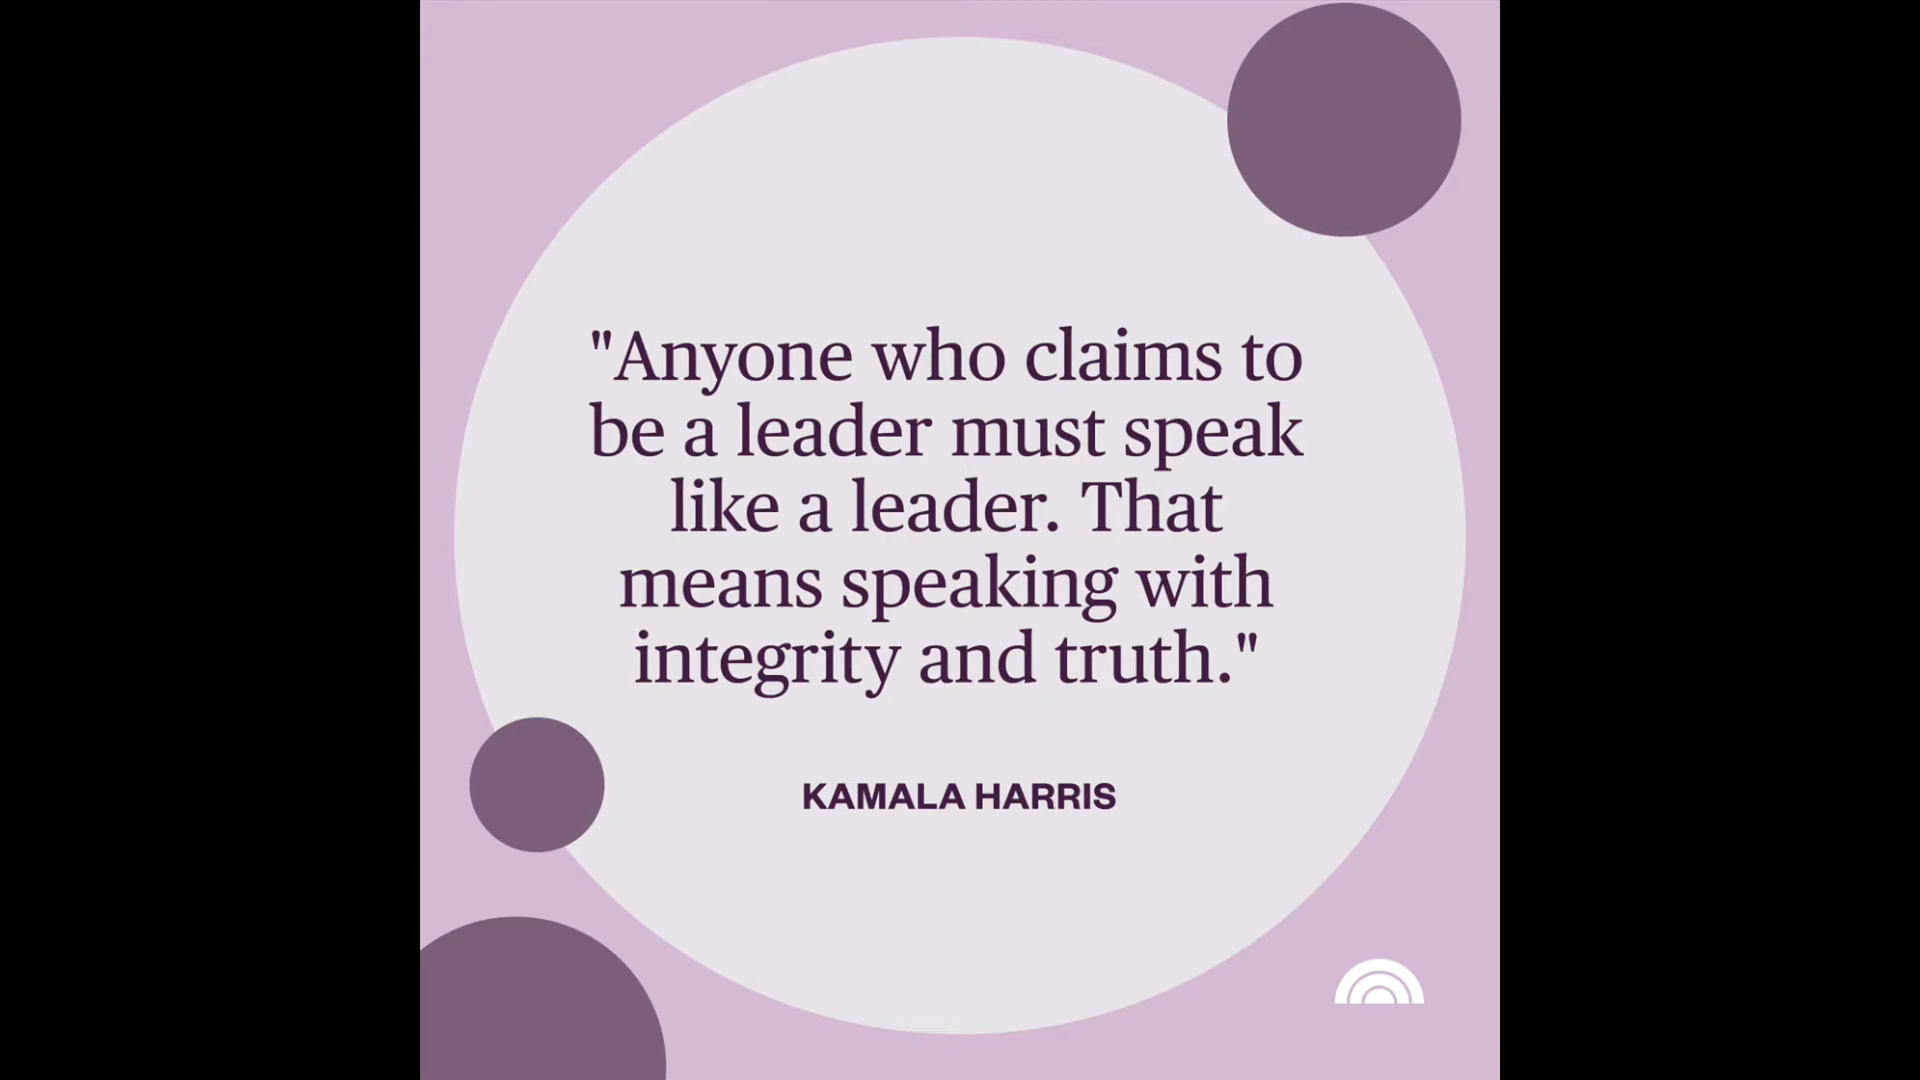 "Anyone who claims to
be a leader must speak
like a leader. That
means speaking with
integrity and truth."
KAMALA HARRIS